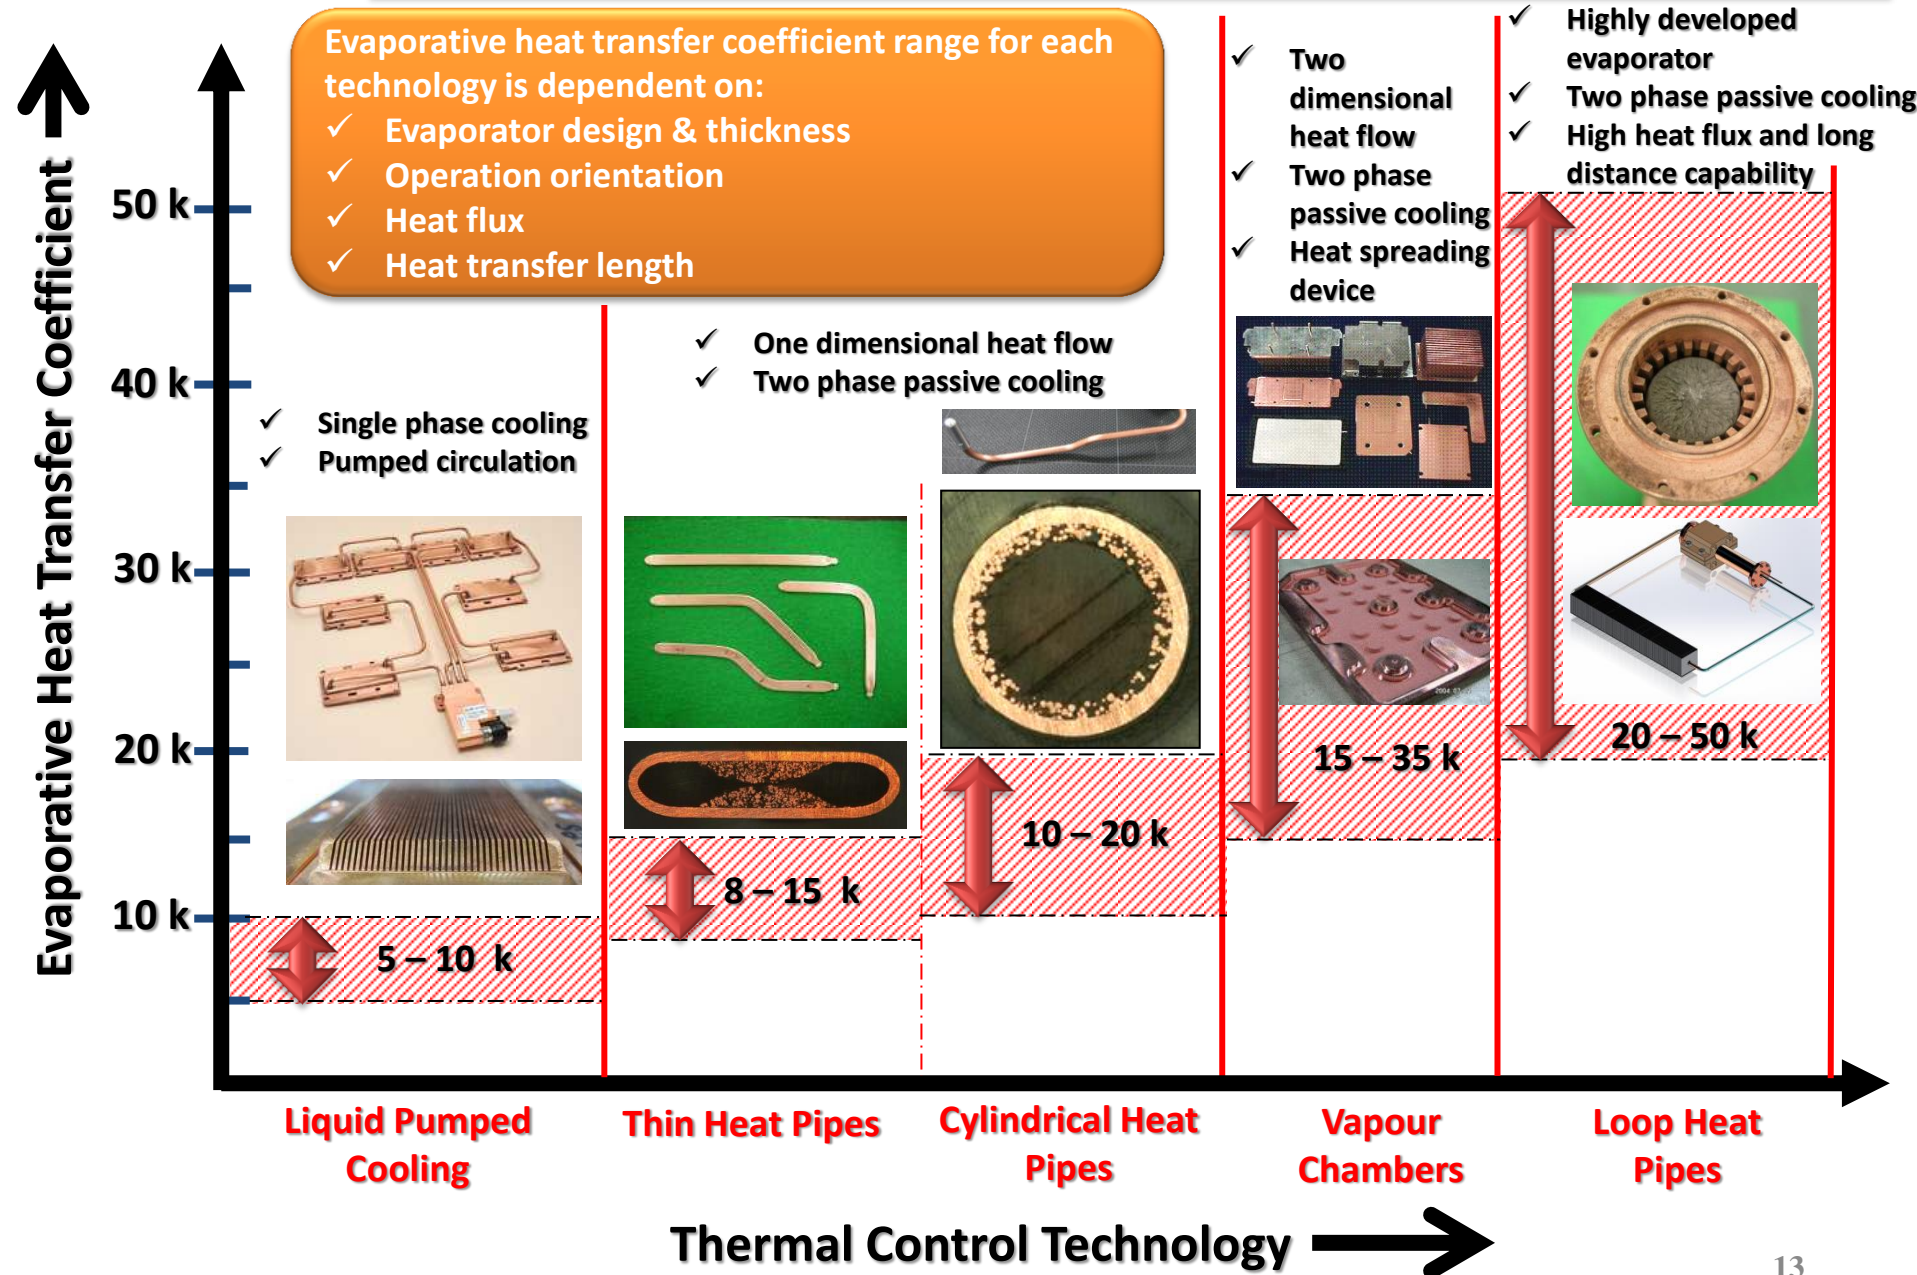 Evaporative heat transfer coefficient range for each
technology is dependent on:
✓ Evaporator design & thickness
✓ Operation orientation
✓ Heat flux
✓ Heat transfer length
✓ Two
dimensional
heat flow
✓ Two phase
passive cooling
✓ Heat spreading
device
✓ Highly developed
evaporator
✓ Two phase passive cooling
✓ High heat flux and long
distance capability
✓ One dimensional heat flow
✓ Two phase passive cooling
✓ Single phase cooling
✓ Pumped circulation
Evaporative Heat Transfer Coefficient
50 k
40 k
30 k
20 k
10 k
5 – 10 k
8 – 15 k
10 – 20 k
15 – 35 k
20 – 50 k
Liquid Pumped
Cooling
Thin Heat Pipes
Cylindrical Heat
Pipes
Vapour
Chambers
Loop Heat
Pipes
Thermal Control Technology
13